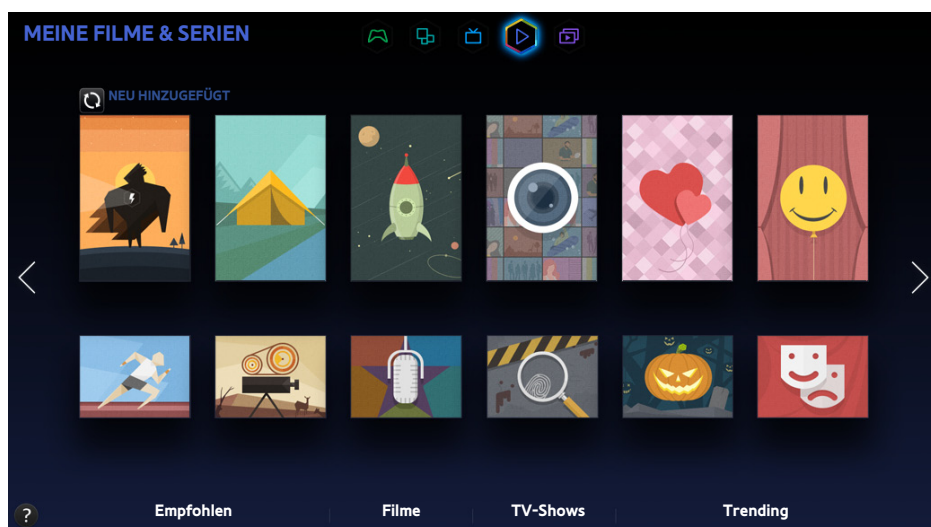 MEINE FILME & SERIEN
NEU HINZUGEFÜGT
?
Empfohlen
Filme
TV-Shows
Trending